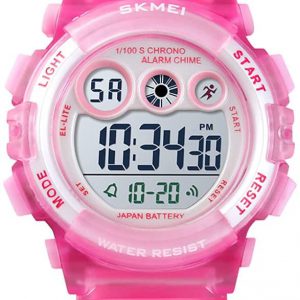 SKMEI
1/100 S CHRONO
ALARM CHIME
LIGHT
START
START
EL-LITE
SA
PM
10:34 30
MODE
SET
RESET
RESET
10-20
JAPAN BATTERY
WATER RESIST